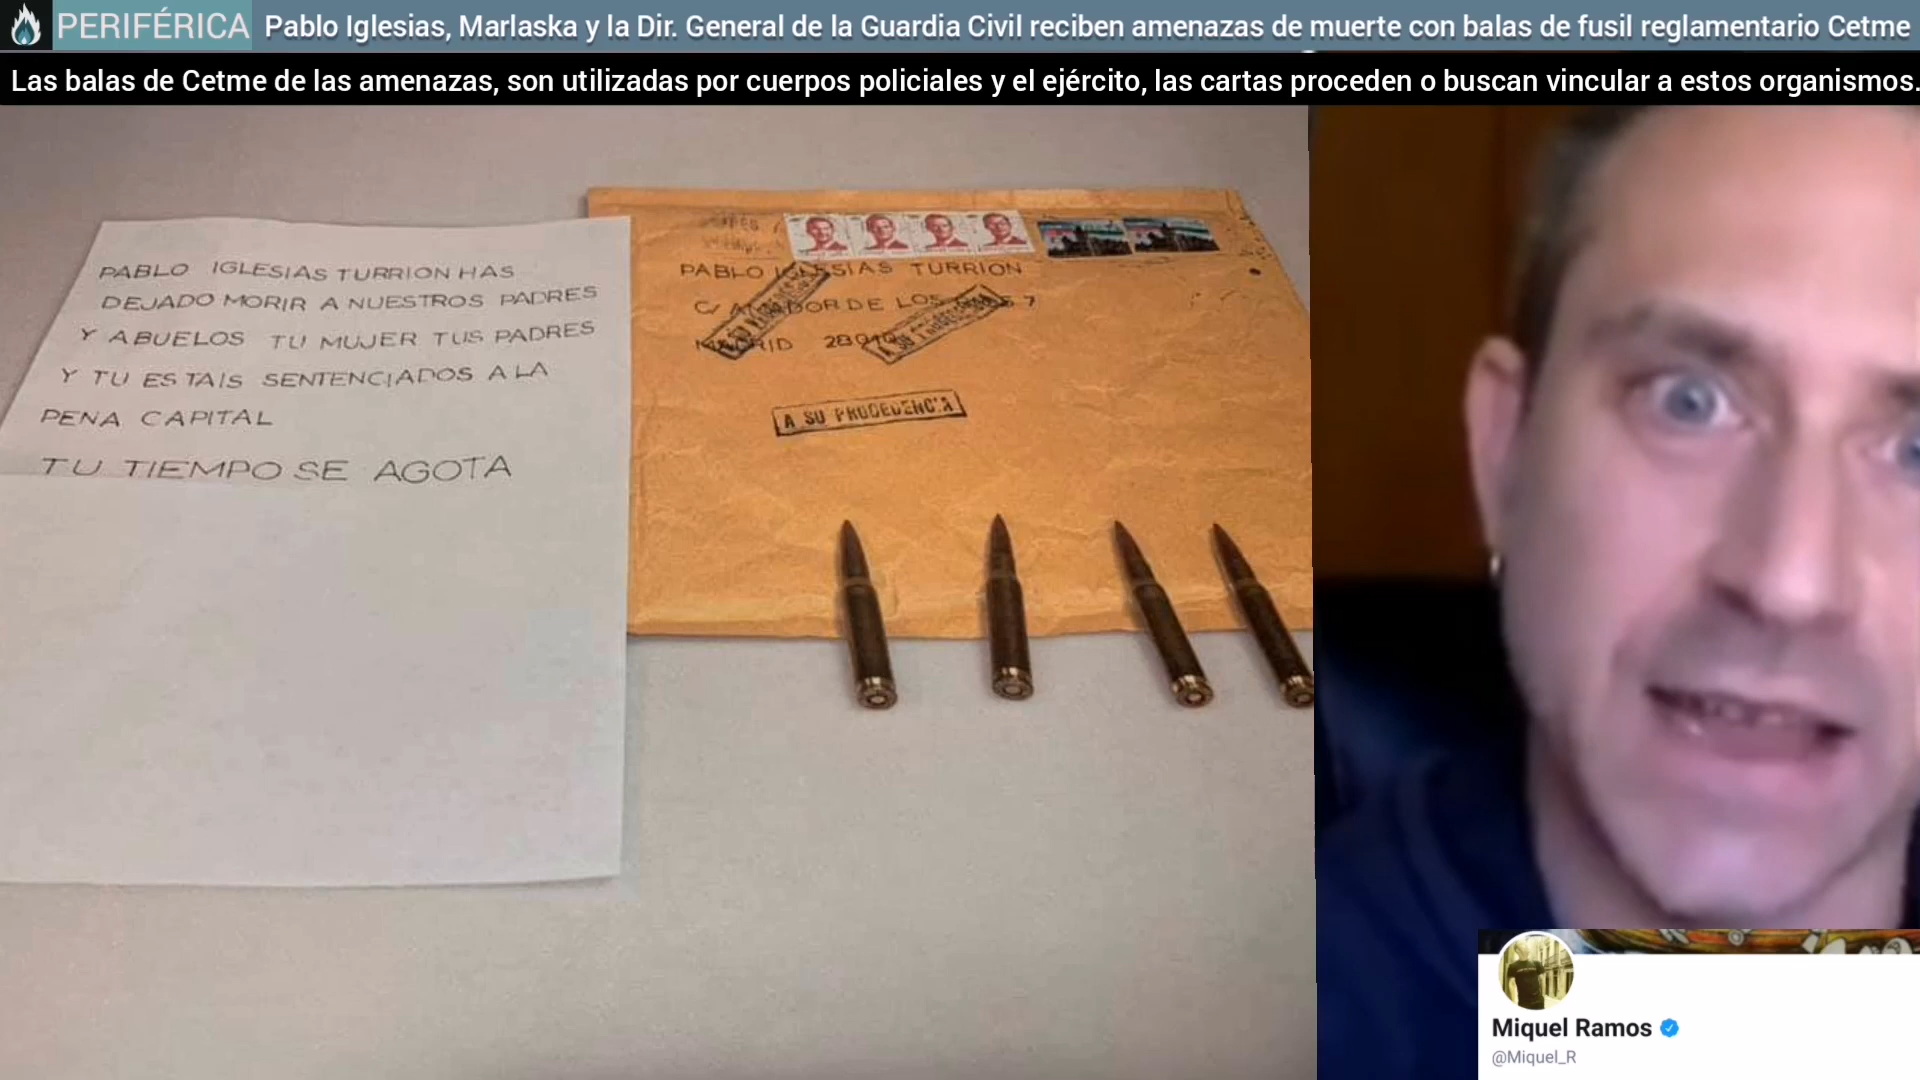 PERIFÉRICA
Pablo Iglesias, Marlaska y la Dir. General de la Guardia Civil reciben amenazas de muerte con balas de fusil reglamentario Cetme
Las balas de Cetme de las amenazas, son utilizadas por cuerpos policiales y el ejército, las cartas proceden o buscan vincular a estos organismos.
PABLO IGLESIAS TURRION HAS
DEJADO MORIR A NUESTROS PADRES
Y ABUELOS TU MUJER TUS PADRES
Y TU ESTAIS SENTENCIADOS A LA
PENA CAPITAL
TU TIEMPO SE AGOTA
PABLO IGLESIAS TURRION
C/ DOR DE LOS 7
MADRID 28010
A SU PROCEDENCIA
Miquel Ramos
@Miquel_R